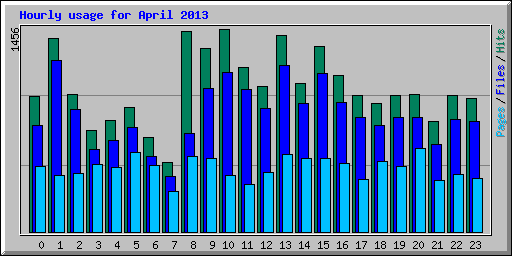 Hourly usage for April 2013
1456
Pages/Files/Hits
0 1 2 3 4 5 6 7 8 9 10 11 12 13 14 15 16 17 18 19 20 21 22 23